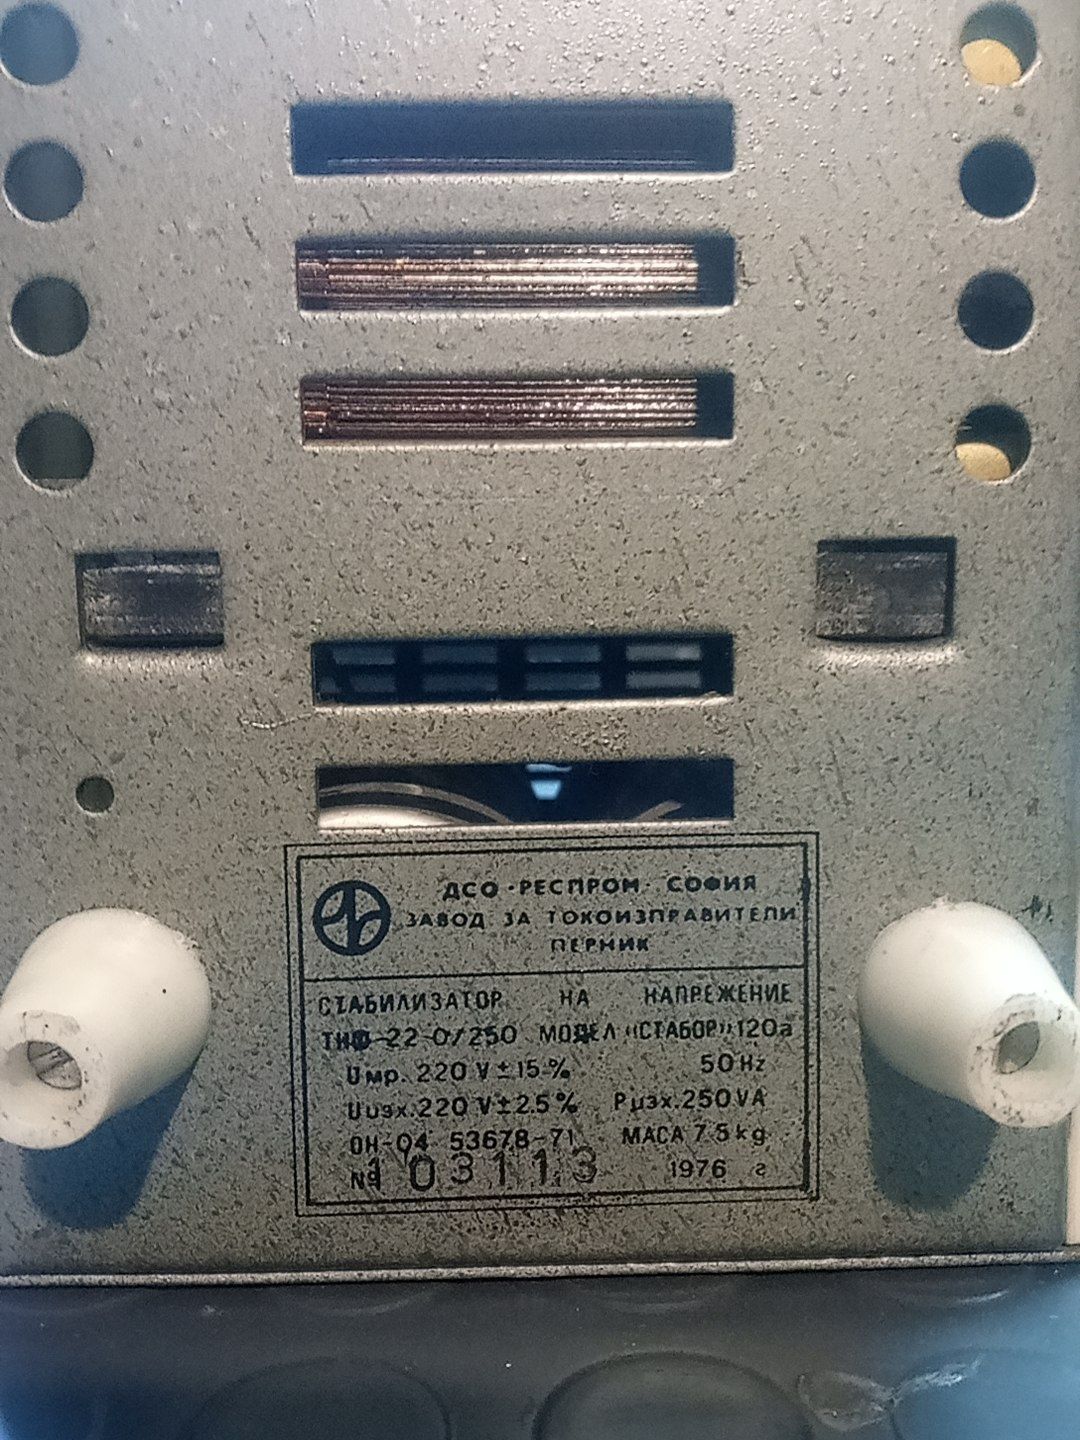 ДСО · РЕСПРОМ · СОФИЯ
ЗАВОД ЗА ТОКОИЗПРАВИТЕЛИ
ПЕРНИК
СТАБИЛИЗАТОР НА НАПРЕЖЕНИЕ
22-0/250 МОДЕЛ "СТАБОР" 120а
Uмр. 220 V ± 15 % 50 Hz
Uизх. 220 V ± 2.5 % Pизх. 250 VA
ОН-04 53678-71 МАСА 7.5 kg
№ 103113 1976 г